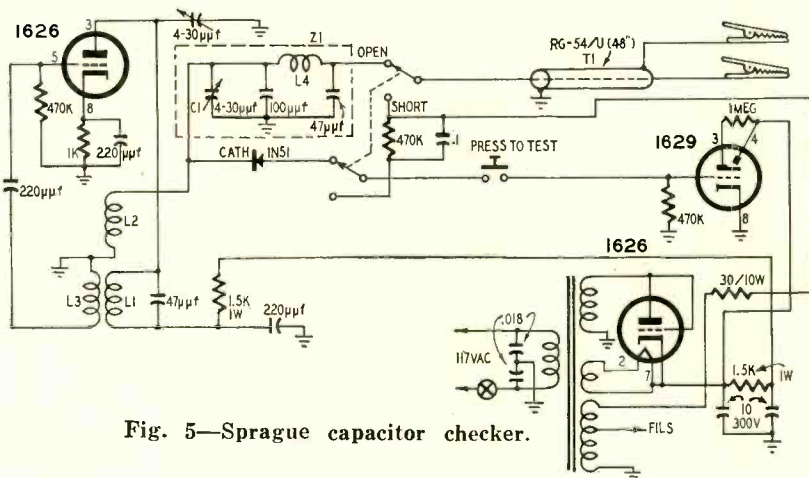 1626
3
5
8
4-30µµf
470K
1K
220µµf
220µµf
L2
L3
L1
47µµf
1.5K
1W
220µµf
Z1
L4
C1
4-30µµf
100µµf
47µµf
OPEN
SHORT
CATH
1N51
470K
.1
PRESS TO TEST
RG-54/U (48")
T1
1MEG
1629
3
4
8
470K
1626
30/10W
2
7
1.5K
1W
10
300V
.018
117VAC
FILS
Fig. 5—Sprague capacitor checker.